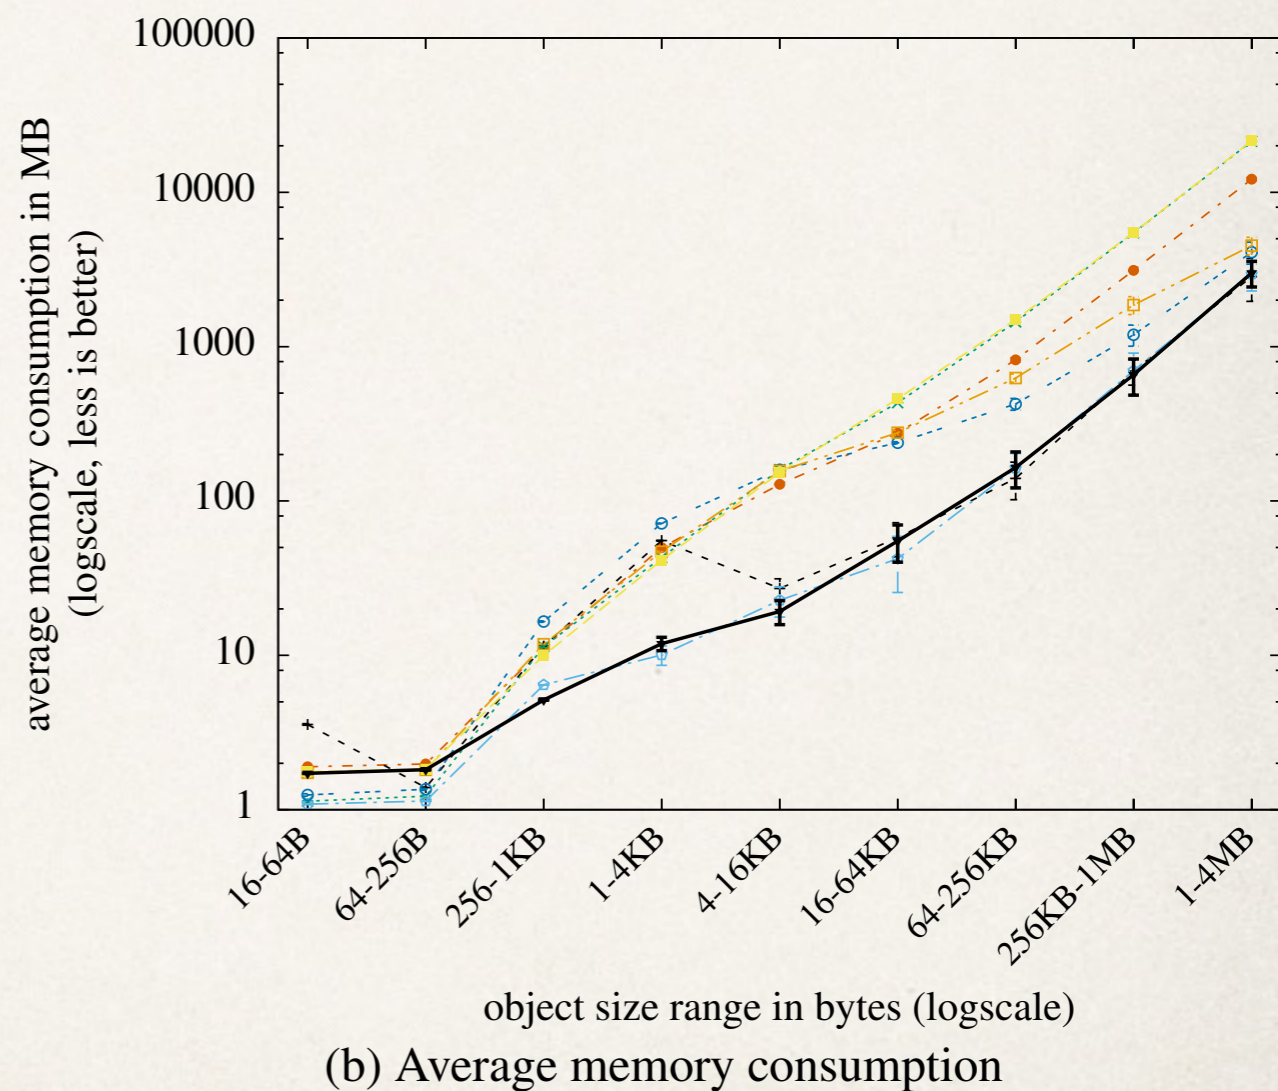 average memory consumption in MB
(logscale, less is better)
100000
10000
1000
100
10
1
16-64B
64-256B
256-1KB
1-4KB
4-16KB
16-64KB
64-256KB
256KB-1MB
1-4MB
object size range in bytes (logscale)
(b) Average memory consumption